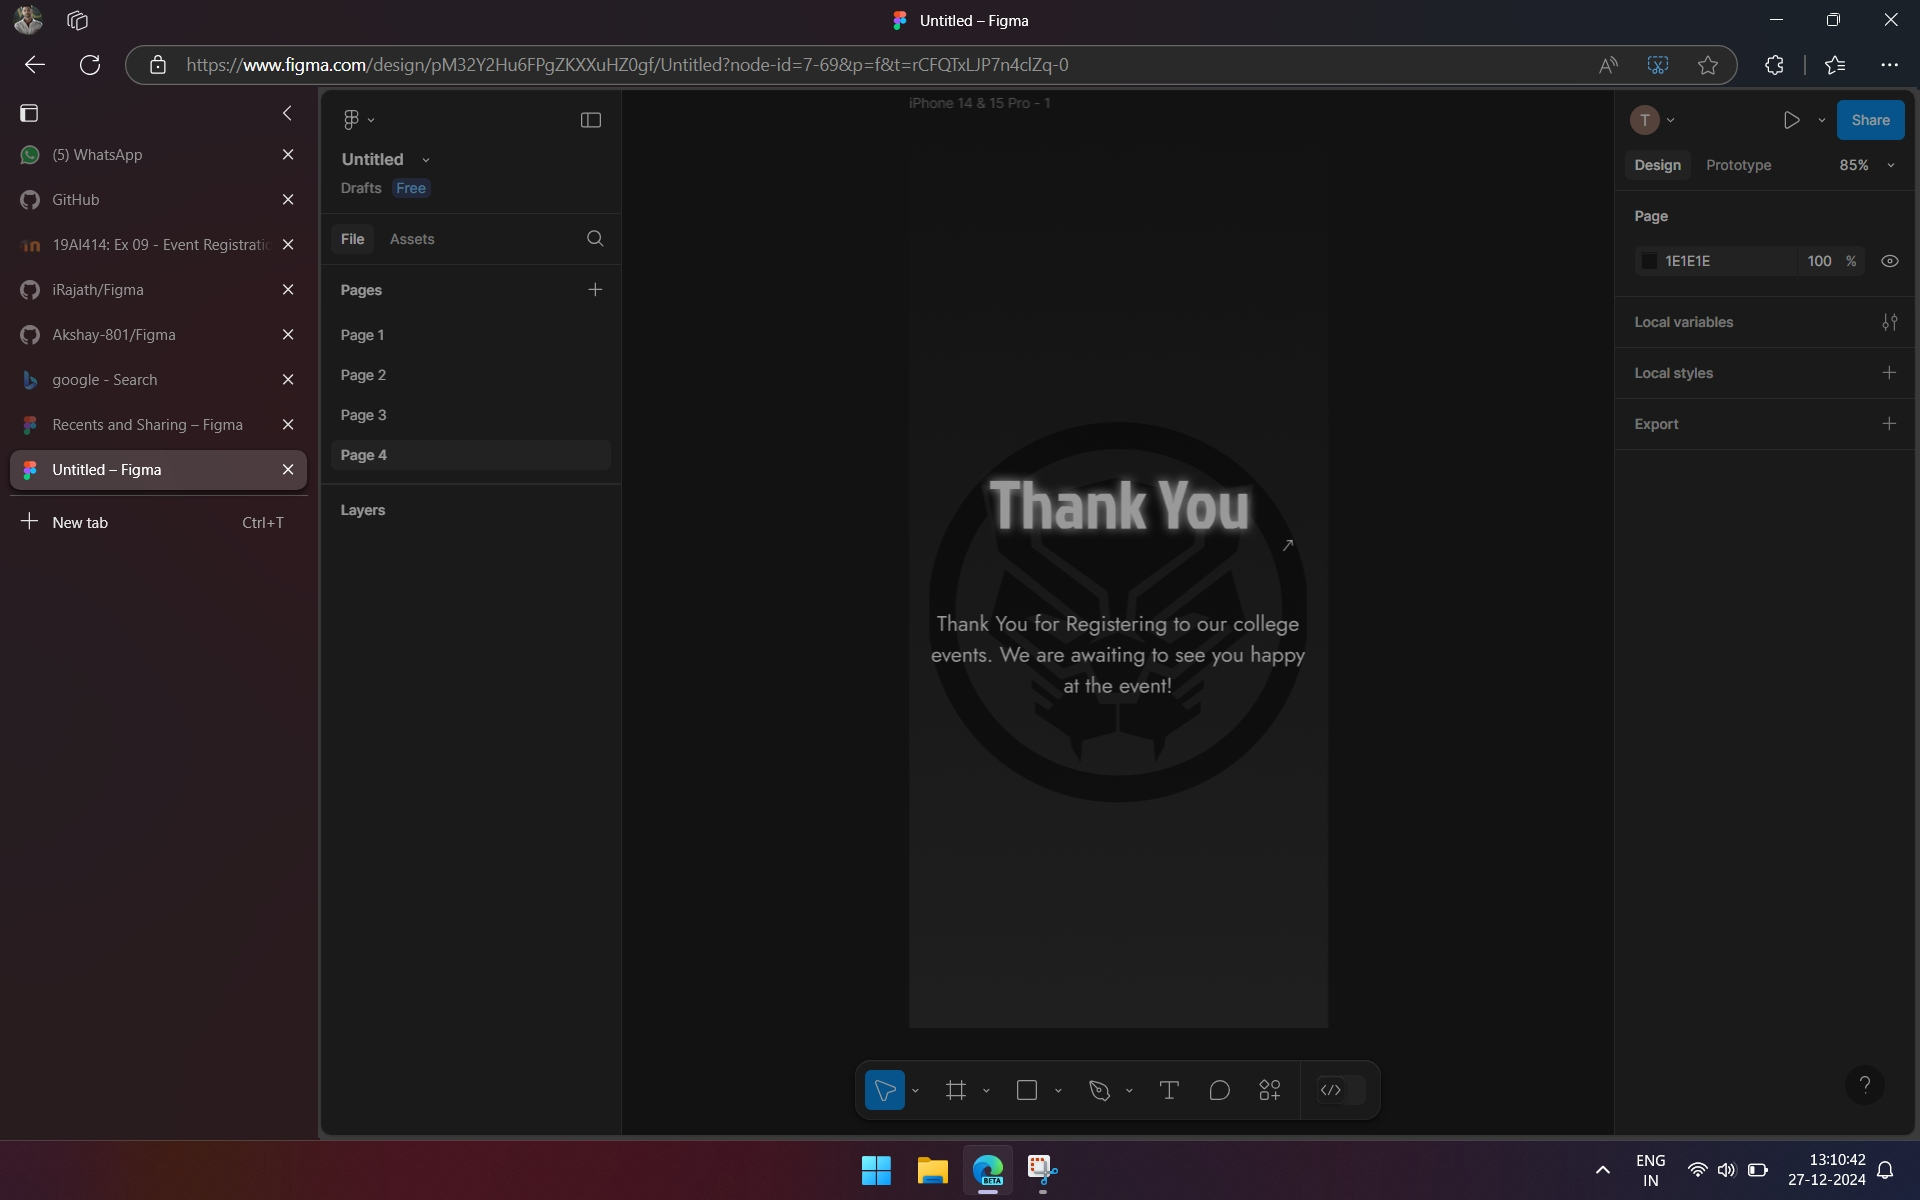 Untitled – Figma
https://www.figma.com/design/pM32Y2Hu6FPgZKXXuHZ0gf/Untitled?node-id=7-69&p=f&t=rCFQTxLJP7n4clZq-0
(5) WhatsApp
GitHub
19AI414: Ex 09 - Event Registratic
iRajath/Figma
Akshay-801/Figma
google - Search
Recents and Sharing – Figma
Untitled – Figma
New tab
Ctrl+T
Untitled
Drafts Free
File Assets
Pages
Page 1
Page 2
Page 3
Page 4
Layers
iPhone 14 & 15 Pro - 1
Thank You
Thank You for Registering to our college
events. We are awaiting to see you happy
at the event!
T
Share
Design Prototype 85%
Page
1E1E1E 100 %
Local variables
Local styles
Export
?
BETA
ENG
IN
13:10:42
27-12-2024